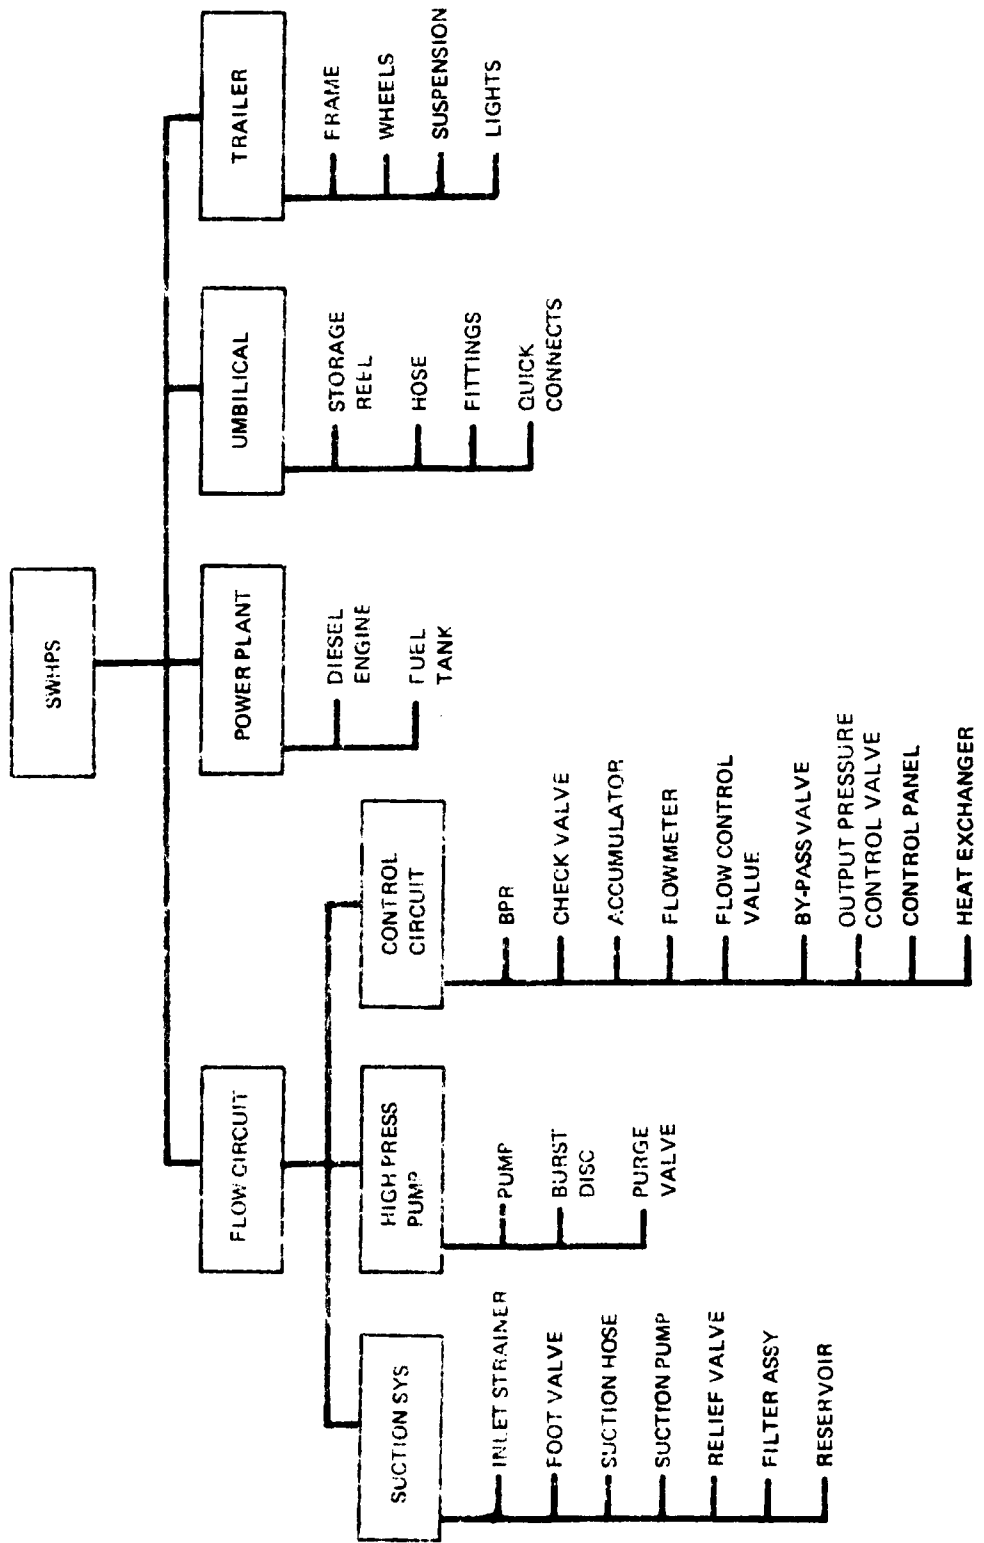 SWHPS
FLOW CIRCUIT
POWER PLANT
UMBILICAL
TRAILER
SUCTION SYS
HIGH PRESS
PUMP
CONTROL
CIRCUIT
INLET STRAINER
FOOT VALVE
SUCTION HOSE
SUCTION PUMP
RELIEF VALVE
FILTER ASSY
RESERVOIR
PUMP
BURST
DISC
PURGE
VALVE
BPR
CHECK VALVE
ACCUMULATOR
FLOWMETER
FLOW CONTROL
VALUE
BY-PASS VALVE
OUTPUT PRESSURE
CONTROL VALVE
CONTROL PANEL
HEAT EXCHANGER
DIESEL
ENGINE
FUEL
TANK
STORAGE
REEL
HOSE
FITTINGS
QUICK
CONNECTS
FRAME
WHEELS
SUSPENSION
LIGHTS